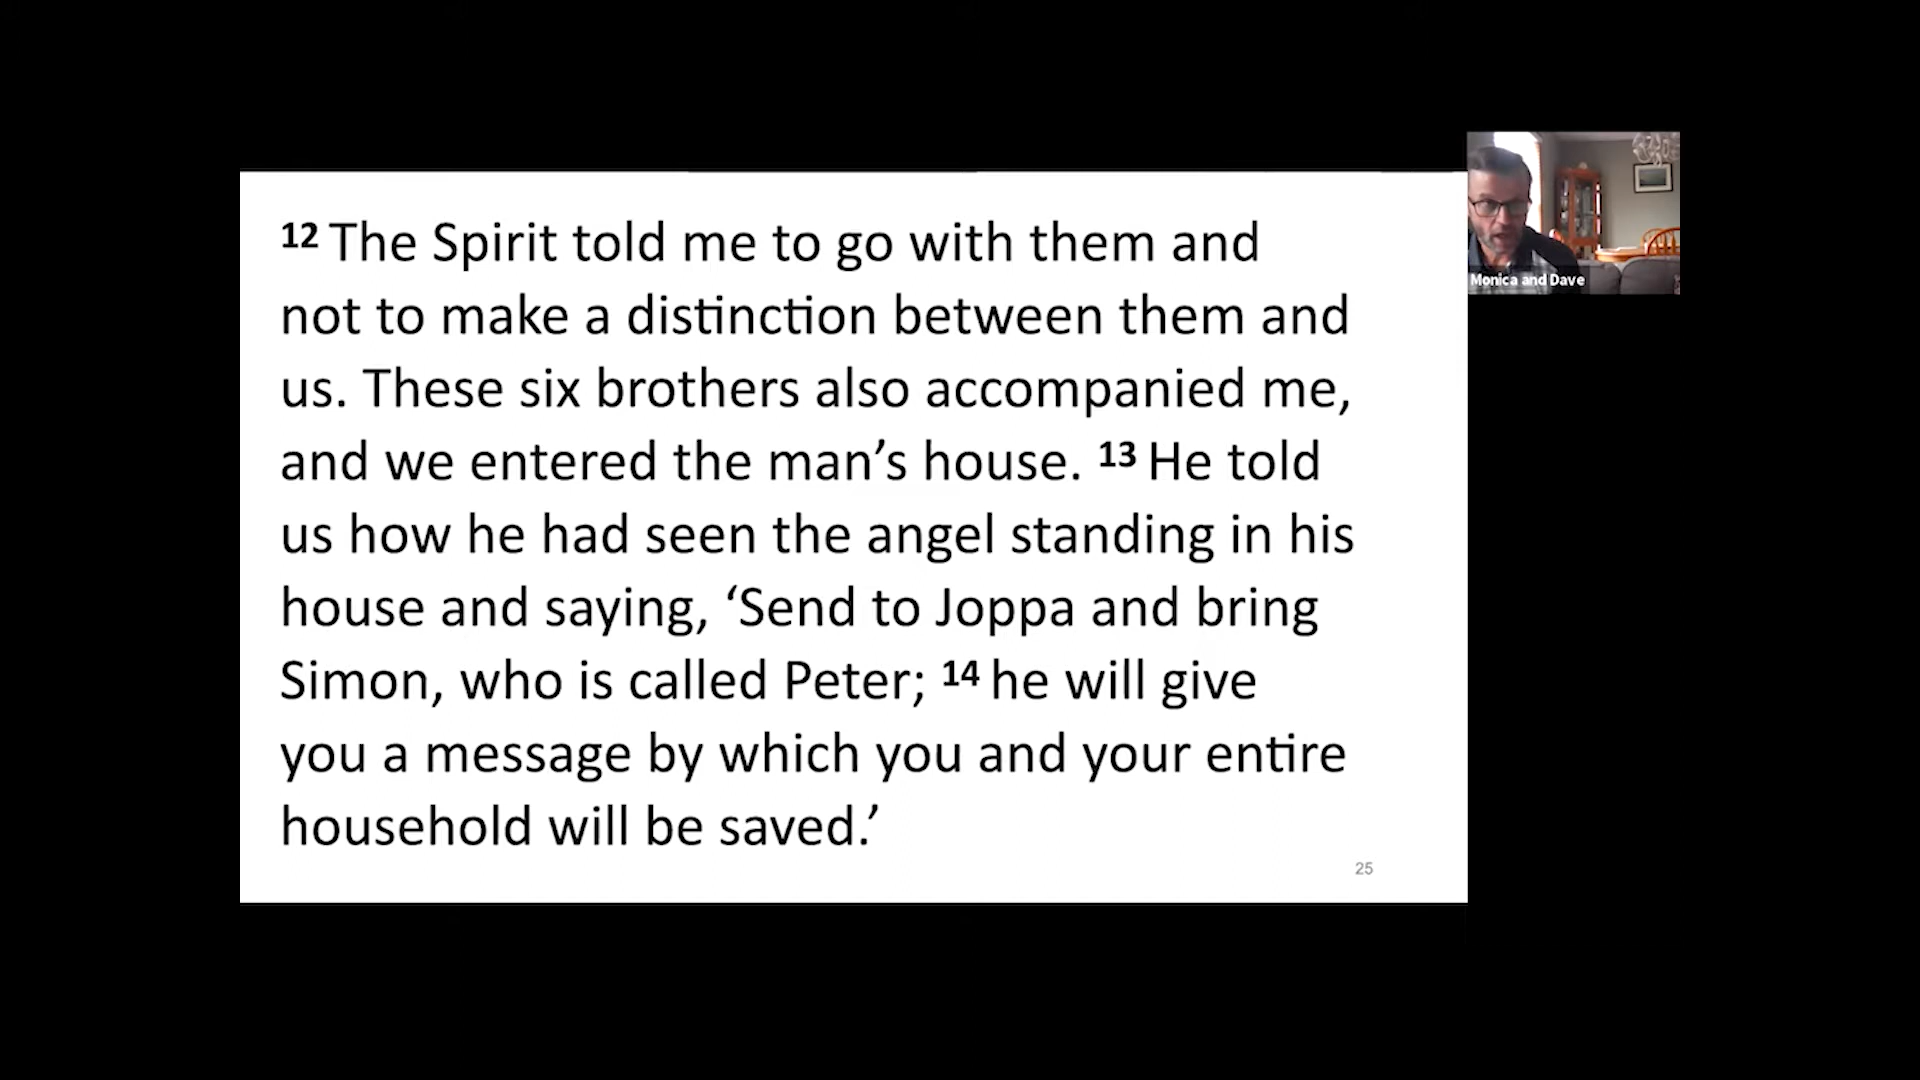 12 The Spirit told me to go with them and
not to make a distinction between them and
us. These six brothers also accompanied me,
and we entered the man’s house. 13 He told
us how he had seen the angel standing in his
house and saying, ‘Send to Joppa and bring
Simon, who is called Peter; 14 he will give
you a message by which you and your entire
household will be saved.’
25
Monica and Dave